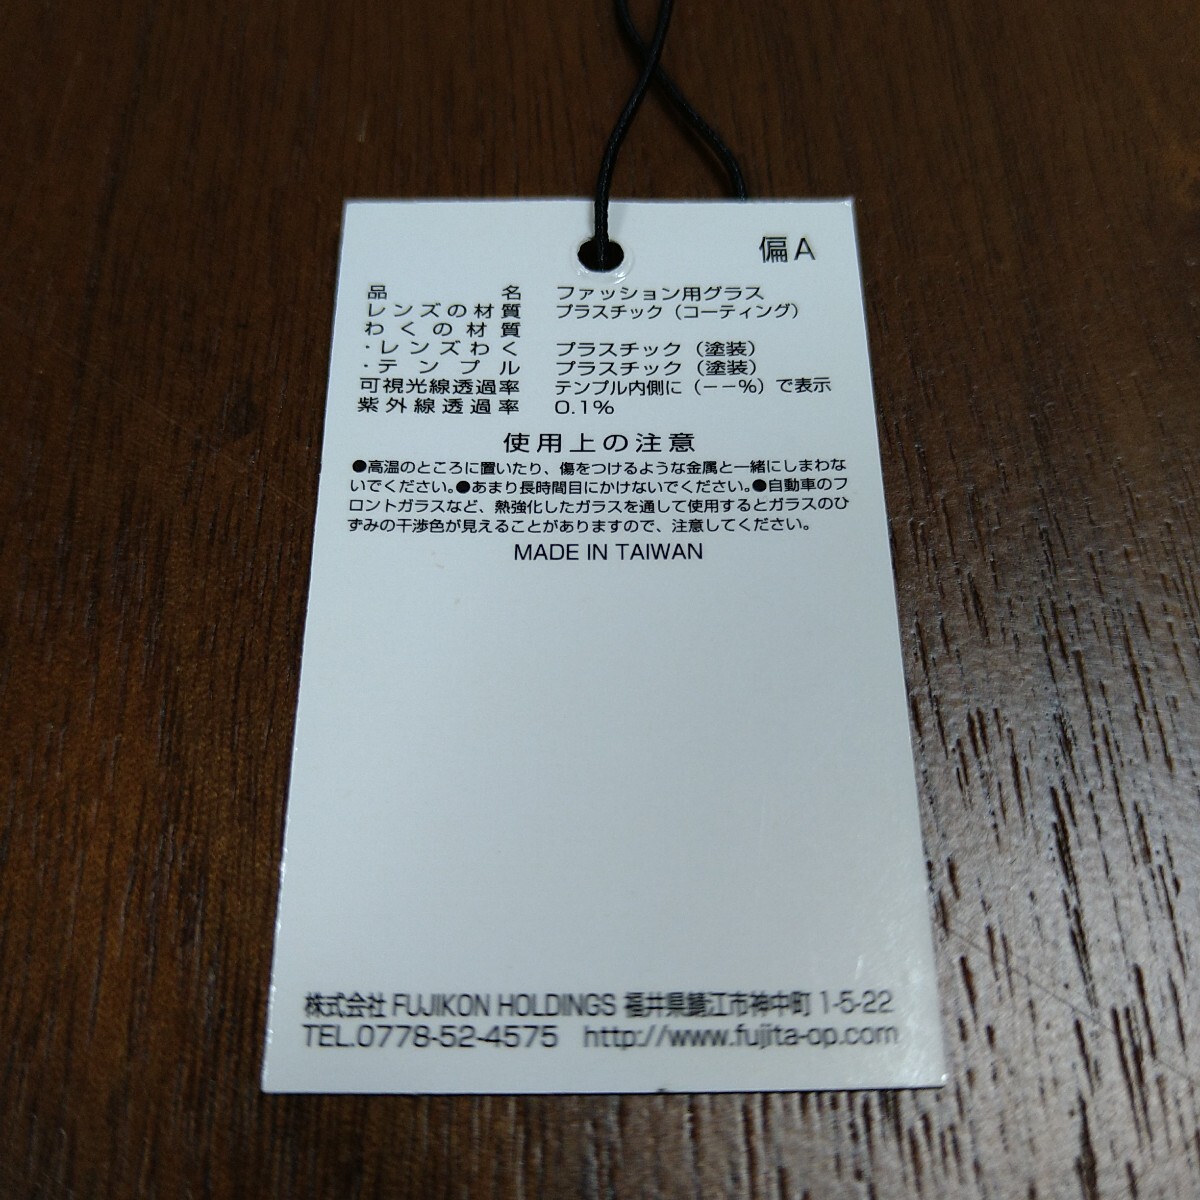 偏A
品名 ファッション用グラス
レンズの材質 プラスチック（コーティング）
わくの材質
・レンズわく プラスチック（塗装）
・テンプル プラスチック（塗装）
可視光線透過率 テンプル内側に（−−%）で表示
紫外線透過率 0.1%
使用上の注意
●高温のところに置いたり、傷をつけるような金属と一緒にしまわな
いでください。●あまり長時間目にかけないでください。●自動車のフ
ロントガラスなど、熱強化したガラスを通して使用するとガラスのひ
ずみの干渉色が見えることがありますので、注意してください。
MADE IN TAIWAN
株式会社 FUJIKON HOLDINGS 福井県鯖江市神中町 1-5-22
TEL.0778-52-4575 http://www.fujita-op.com